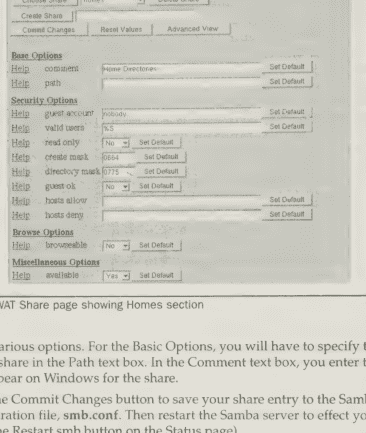 Choose Share homes Delete Share
Create Share
Commit Changes Reset Values Advanced View
Base Options
Help comment Home Directories Set Default
Help path Set Default
Security Options
Help guest account nobody Set Default
Help valid users %S Set Default
Help read only No Set Default
Help create mask 0664 Set Default
Help directory mask 0775 Set Default
Help guest ok No Set Default
Help hosts allow Set Default
Help hosts deny Set Default
Browse Options
Help browseable No Set Default
Miscellaneous Options
Help available Yes Set Default
WAT Share page showing Homes section
arious options. For the Basic Options, you will have to specify t
share in the Path text box. In the Comment text box, you enter t
pear on Windows for the share.
e Commit Changes button to save your share entry to the Samb
ration file, smb.conf. Then restart the Samba server to effect yo
he Restart smb button on the Status page)